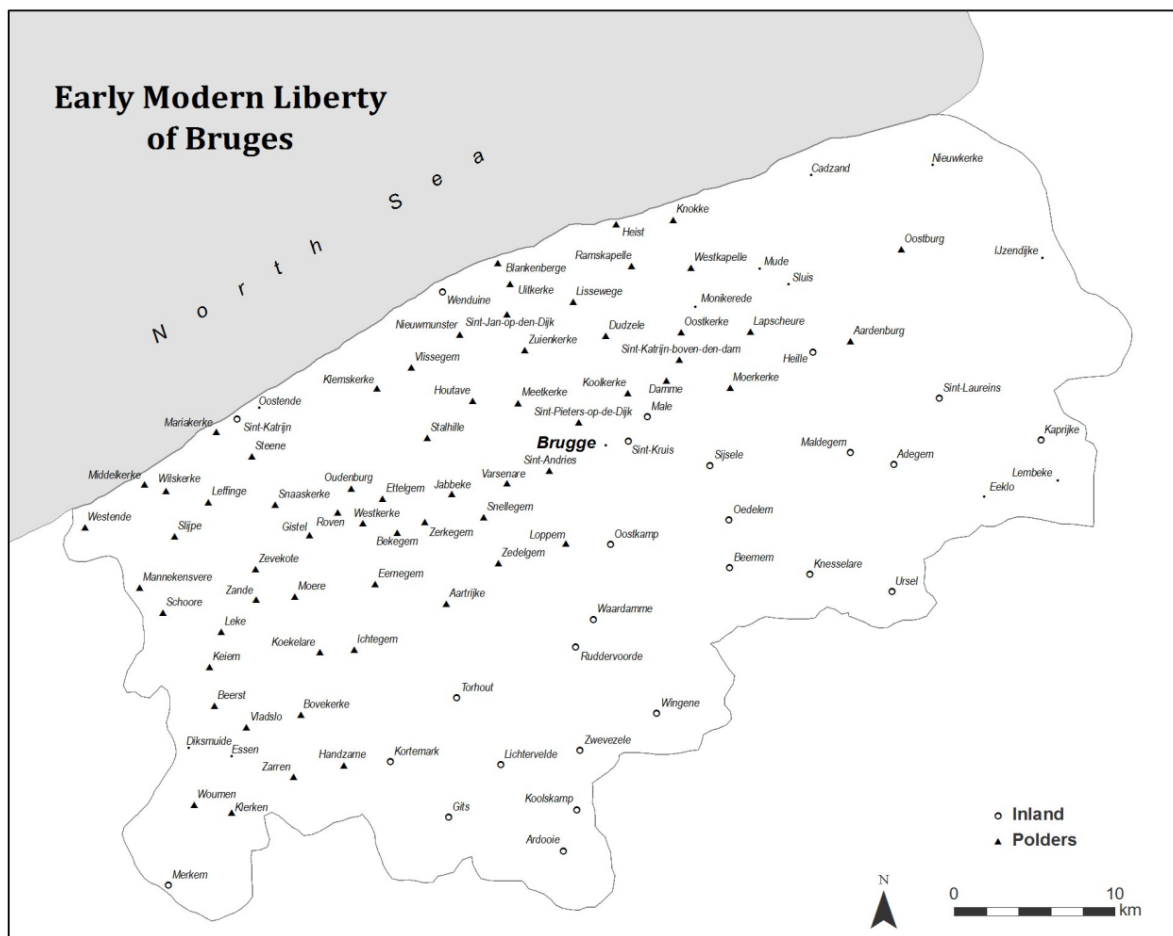 Early Modern Liberty
of Bruges
North Sea
Cadzand
Nieuwkerke
Knokke
Heist
Oostburg
IJzendijke
Ramskapelle
Westkapelle
Mude
Sluis
Blankenberge
Uitkerke
Lissewege
Wenduine
Monikerede
Nieuwmunster
Sint-Jan-op-den-Dijk
Dudzele
Oostkerke
Lapscheure
Aardenburg
Zuienkerke
Sint-Katrijn-boven-den-dam
Heille
Vlissegem
Klemskerke
Houtave
Meetkerke
Koolkerke
Damme
Moerkerke
Sint-Laureins
Oostende
Sint-Pieters-op-de-Dijk
Male
Mariakerke
Sint-Katrijn
Stalhille
Brugge
Sint-Kruis
Maldegem
Kaprijke
Steene
Sint-Andries
Sijsele
Adegem
Middelkerke
Wilskerke
Oudenburg
Ettelgem
Jabbeke
Varsenare
Lembeke
Eeklo
Leffinge
Snaaskerke
Snellegem
Westende
Slijpe
Gistel
Roven
Westkerke
Bekegem
Zerkegem
Loppem
Oostkamp
Oedelem
Zevekote
Zedelgem
Beernem
Knesselare
Ursel
Mannekensvere
Zande
Moere
Eernegem
Aartrijke
Schoore
Waardamme
Leke
Koekelare
Ichtegem
Ruddervoorde
Keiem
Beerst
Bovekerke
Torhout
Wingene
Vladslo
Diksmuide
Essen
Zarren
Handzame
Kortemark
Lichtervelde
Zwevezele
Woumen
Klerken
Gits
Koolskamp
Ardooie
Merkem
Inland
Polders
N
0 10
km